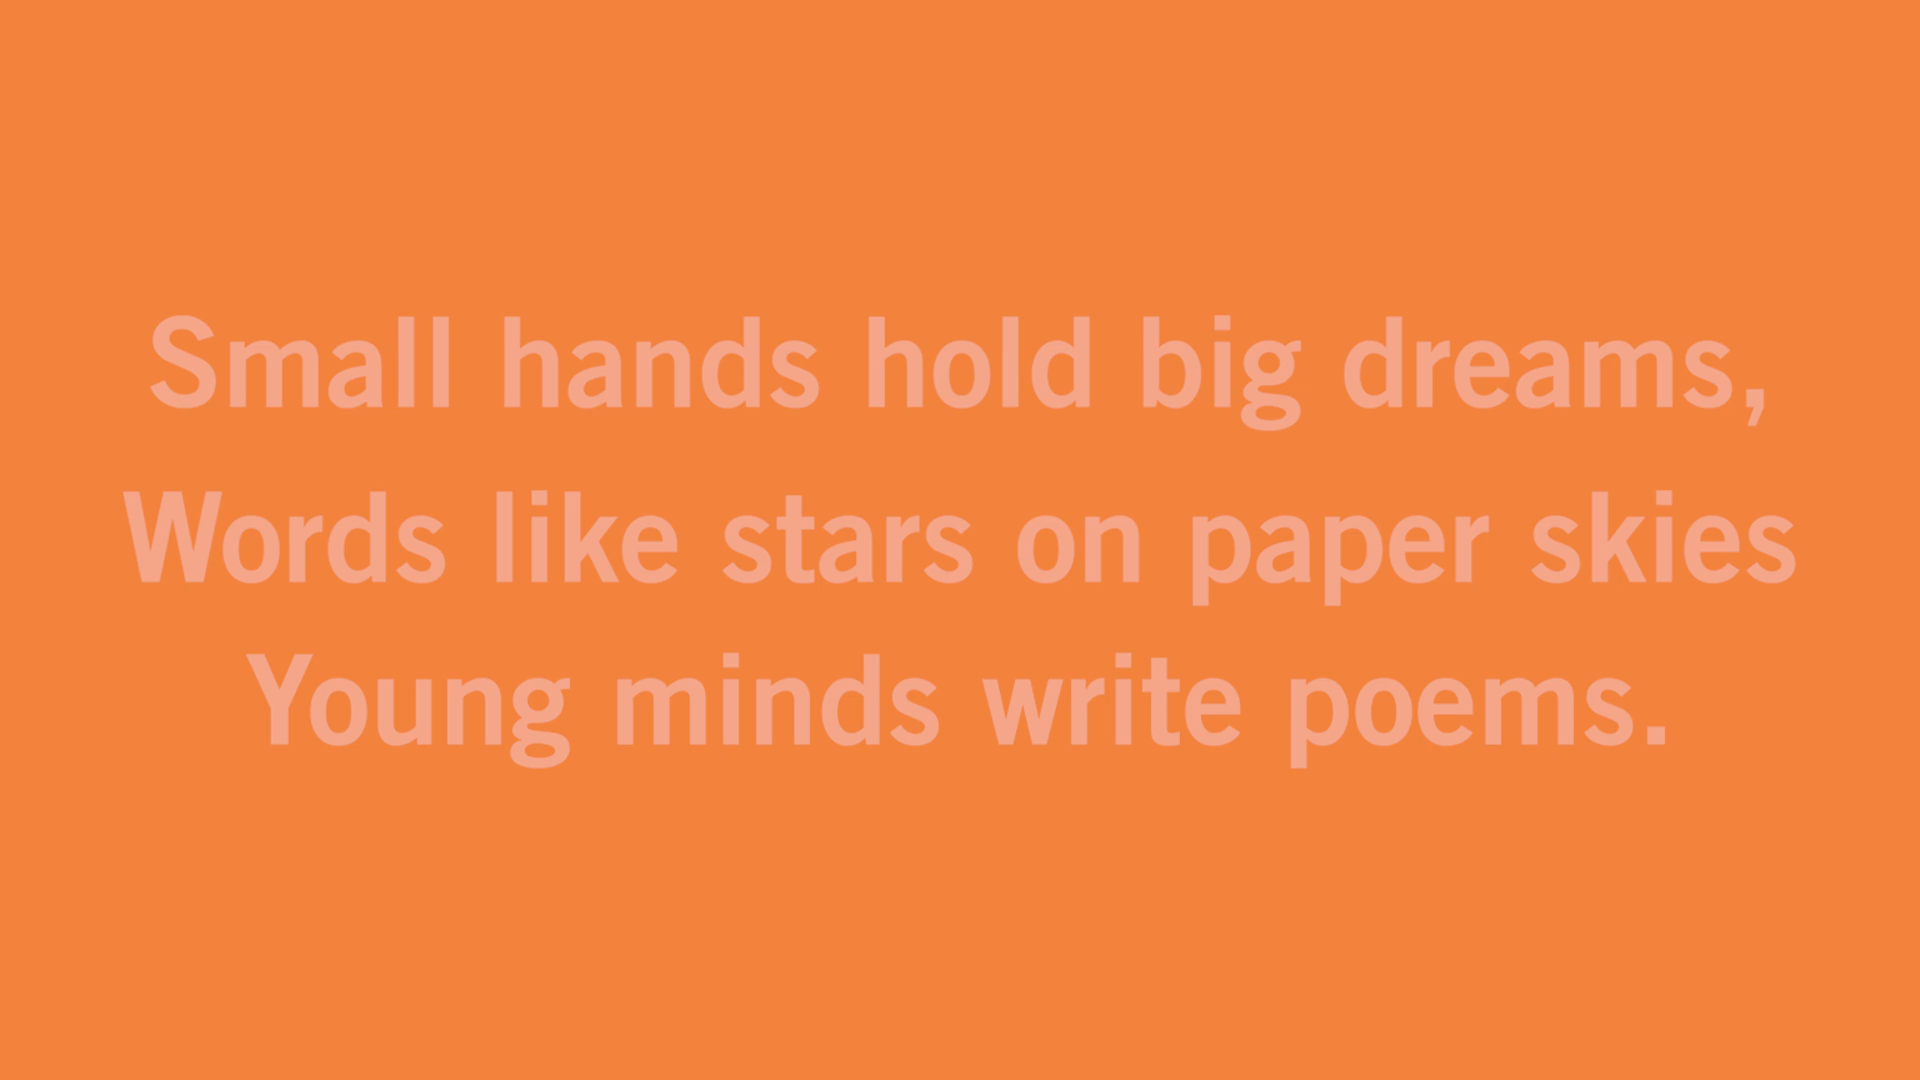 Small hands hold big dreams,
Words like stars on paper skies
Young minds write poems.